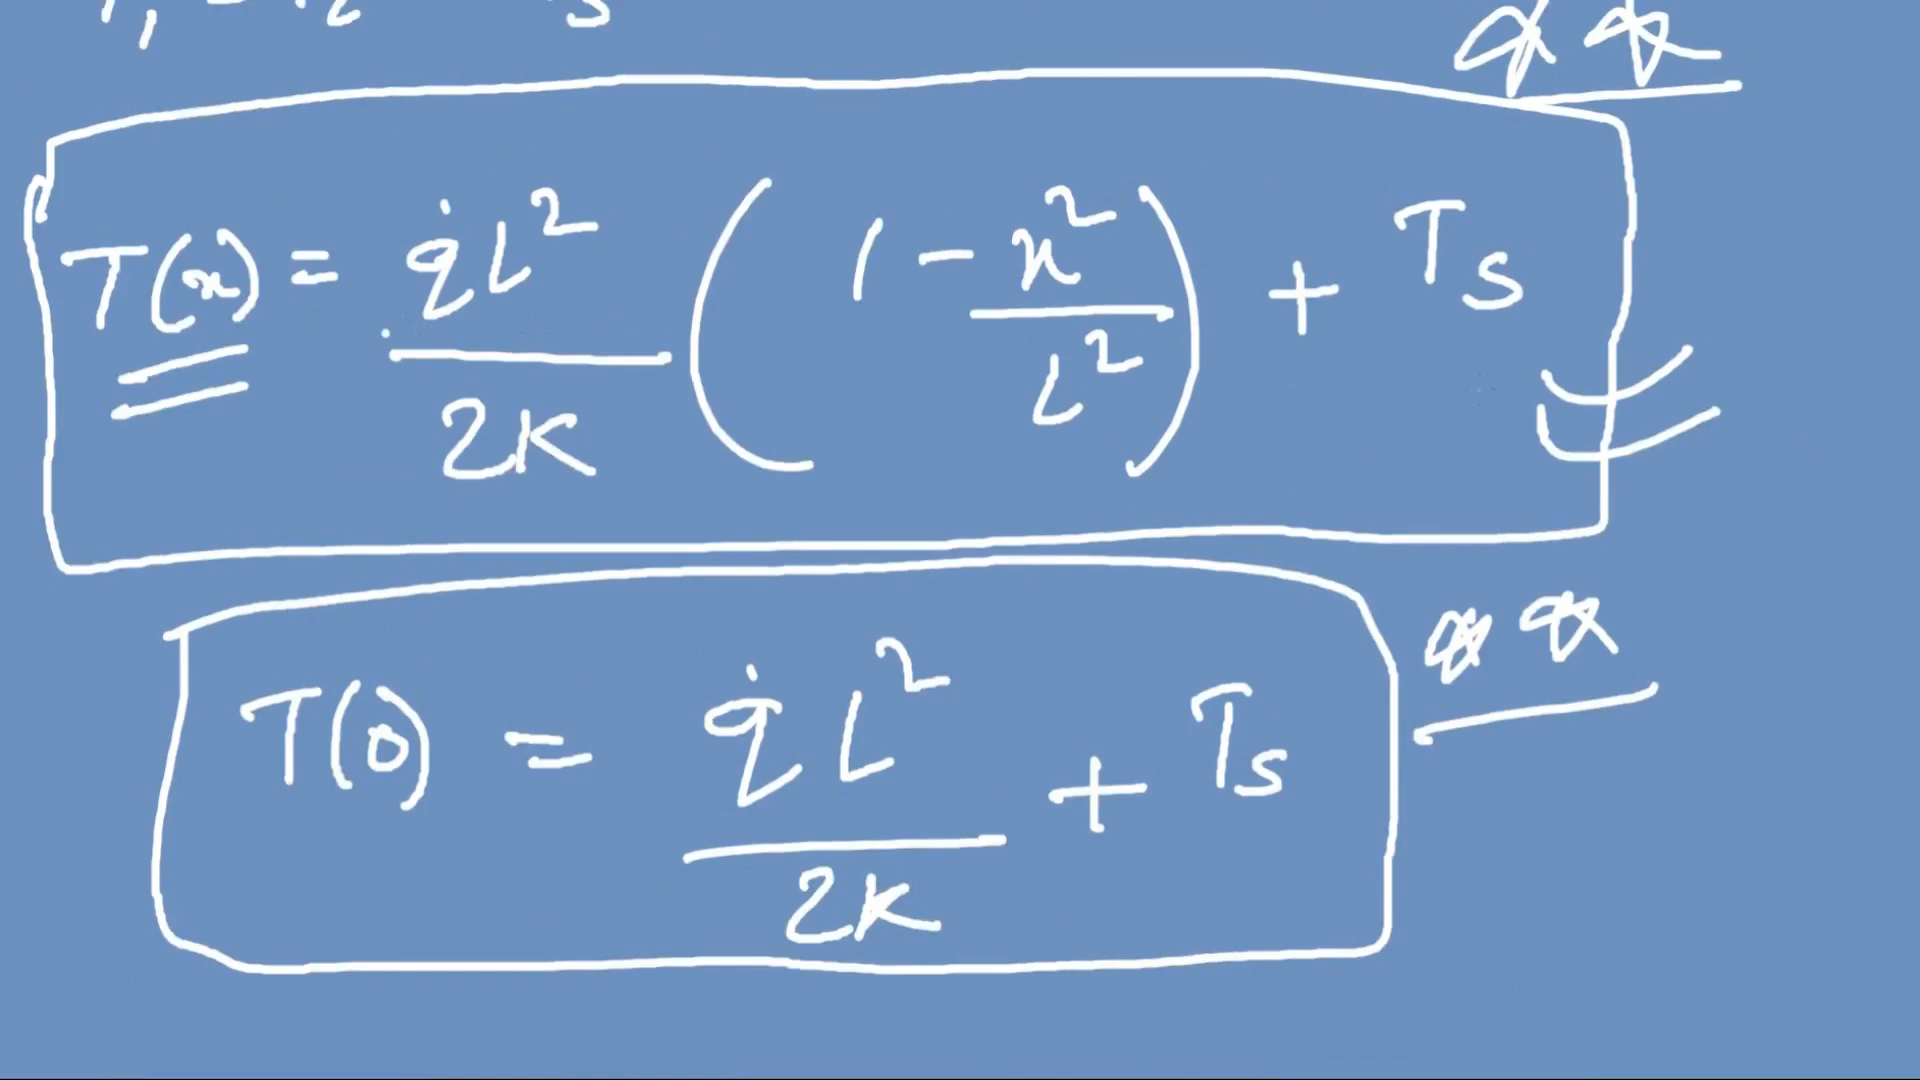 T(x) = q̇L²/2K (1 - x²/L²) + Ts
T(0) = q̇L²/2K + Ts